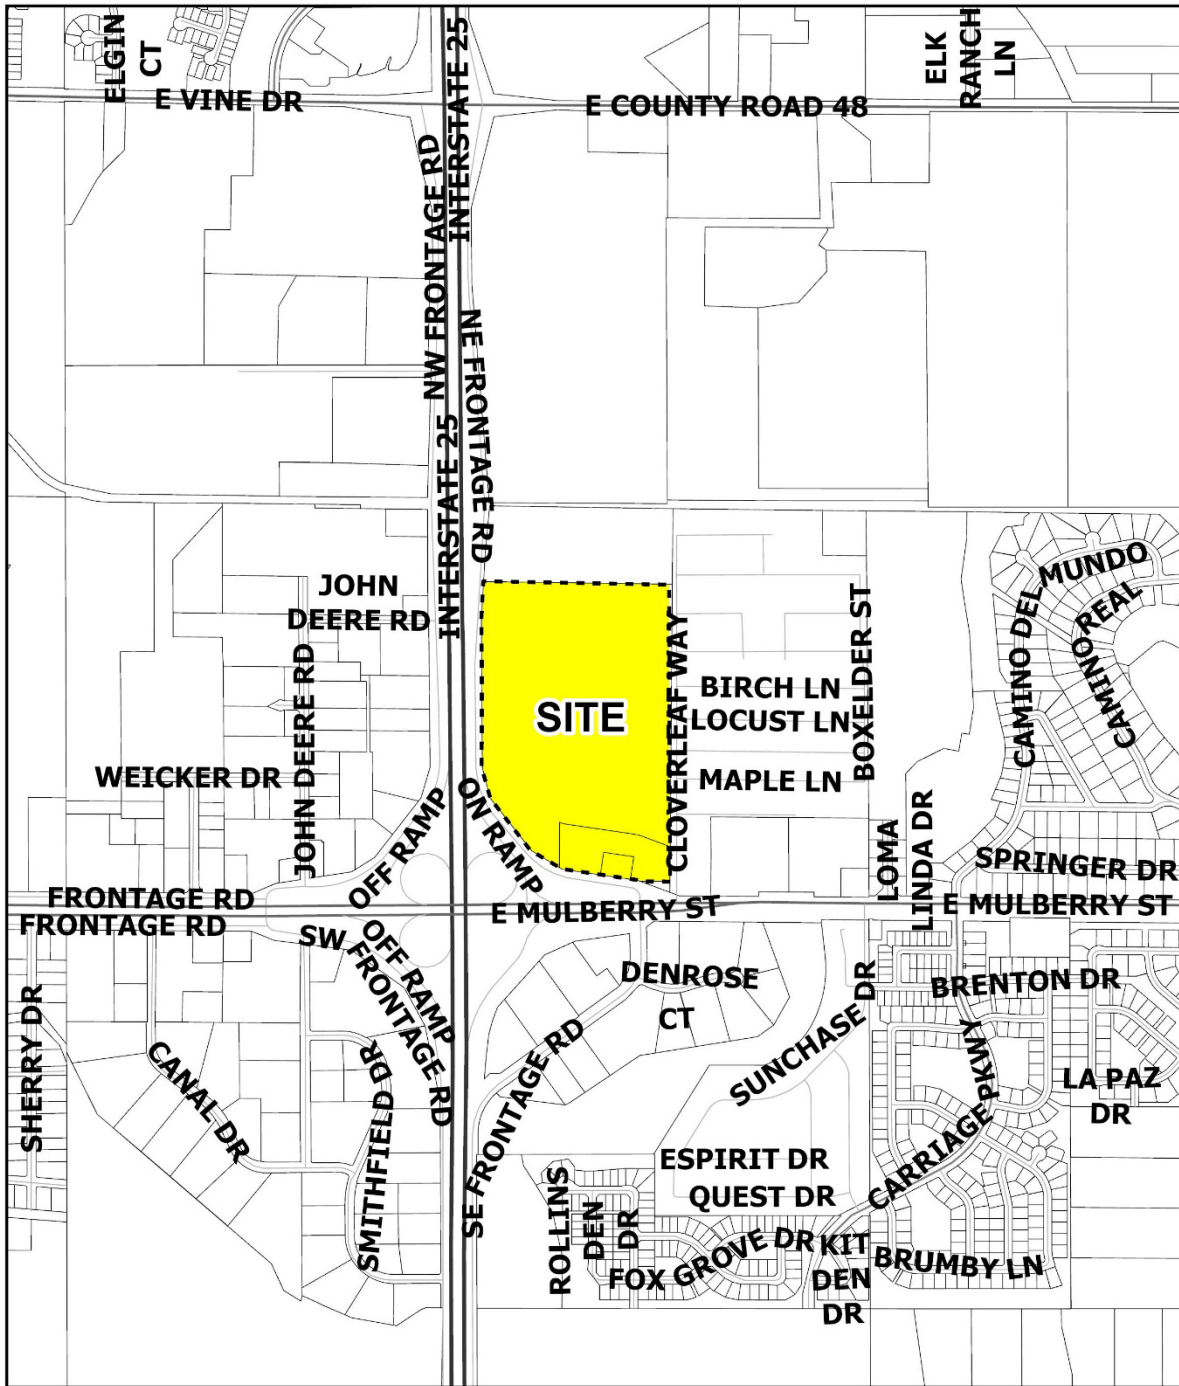 ELGIN
CT
E VINE DR
INTERSTATE 25
E COUNTY ROAD 48
ELK
RANCH
LN
NW FRONTAGE RD
NE FRONTAGE RD
INTERSTATE 25
JOHN
DEERE RD
JOHN DEERE RD
WEICKER DR
SITE
CLOVERLEAF WAY
BIRCH LN
LOCUST LN
MAPLE LN
BOXELDER ST
CAMINO DEL
MUNDO
CAMINO
REAL
LOMA
LINDA DR
SPRINGER DR
OFF RAMP
ON RAMP
FRONTAGE RD
FRONTAGE RD
E MULBERRY ST
E MULBERRY ST
SW
FRONTAGE RD
OFF RAMP
DENROSE
CT
SUNCHASE
DR
BRENTON DR
SHERRY DR
CANAL DR
SMITHFIELD
DR
SE FRONTAGE RD
CARRIAGE
PKWY
LA PAZ
DR
ESPIRIT DR
QUEST DR
ROLLINS
DEN
DR
FOX GROVE DR
KIT
DEN
DR
BRUMBY LN